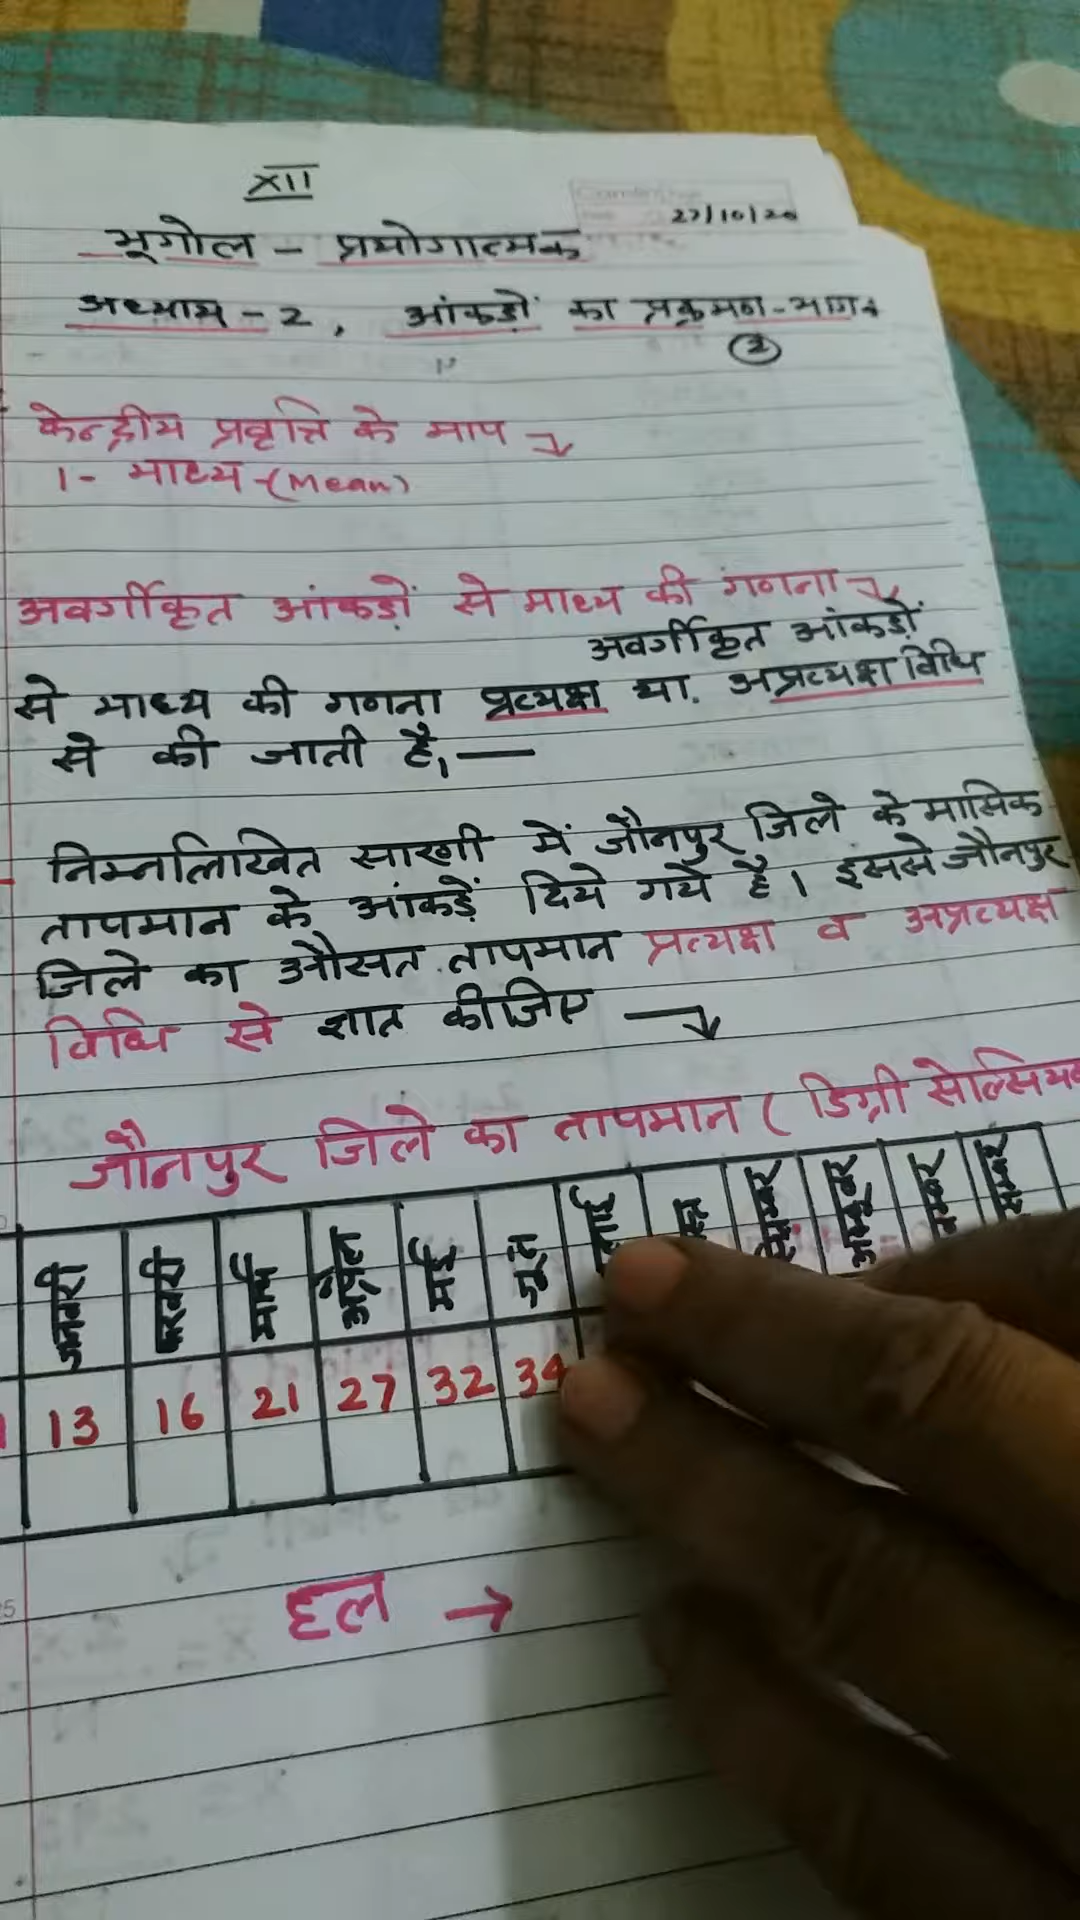 XII
27/10/20
भूगोल - प्रयोगात्मक
अध्याय - 2, आंकड़ों का प्रक्रमण - भाग
2
केन्द्रीय प्रवृत्ति के माप
1- माध्य -(Mean)
अवर्गीकृत आंकड़ों से माध्य की गणना
अवर्गीकृत आंकड़ों
से माध्य की गणना प्रत्यक्ष या अप्रत्यक्ष विधि
से की जाती है, —
निम्नलिखित सारणी में जौनपुर जिले के मासिक
तापमान के आंकड़ें दिये गये है। इससे जौनपुर
जिले का औसत तापमान प्रत्यक्ष व अप्रत्यक्ष
विधि से ज्ञात कीजिए
जौनपुर जिले का तापमान ( डिग्री
जनवरी फरवरी मार्च अप्रैल मई जून
13 16 21 27 32 34
हल →